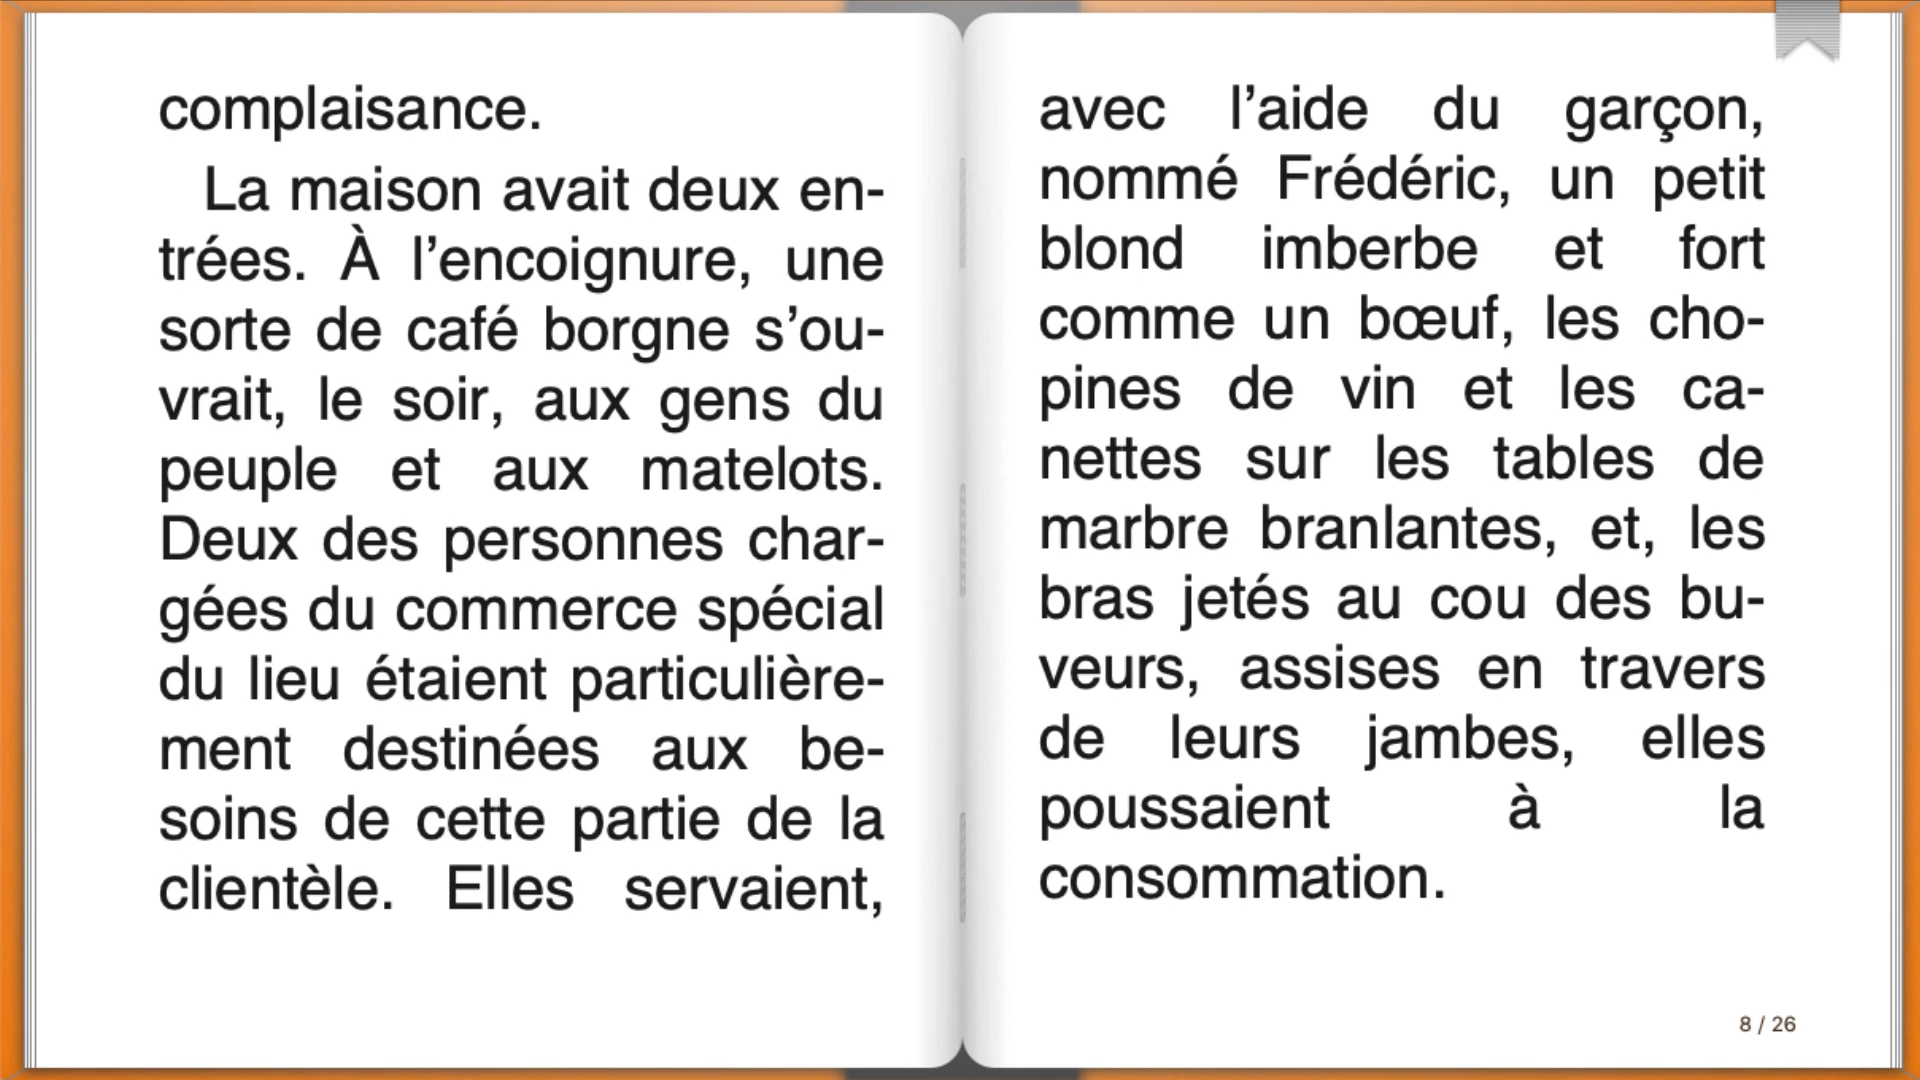 complaisance.
La maison avait deux en-
trées. À l’encoignure, une
sorte de café borgne s’ou-
vrait, le soir, aux gens du
peuple et aux matelots.
Deux des personnes char-
gées du commerce spécial
du lieu étaient particulière-
ment destinées aux be-
soins de cette partie de la
clientèle. Elles servaient,
avec l’aide du garçon,
nommé Frédéric, un petit
blond imberbe et fort
comme un bœuf, les cho-
pines de vin et les ca-
nettes sur les tables de
marbre branlantes, et, les
bras jetés au cou des bu-
veurs, assises en travers
de leurs jambes, elles
poussaient à la
consommation.
8 / 26